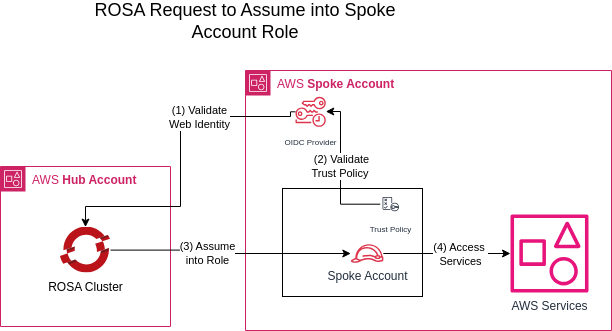 ROSA Request to Assume into Spoke
Account Role
AWS Spoke Account
(1) Validate
Web Identity
OIDC Provider
(2) Validate
Trust Policy
AWS Hub Account
Trust Policy
(3) Assume
into Role
(4) Access
Services
Spoke Account
ROSA Cluster
AWS Services